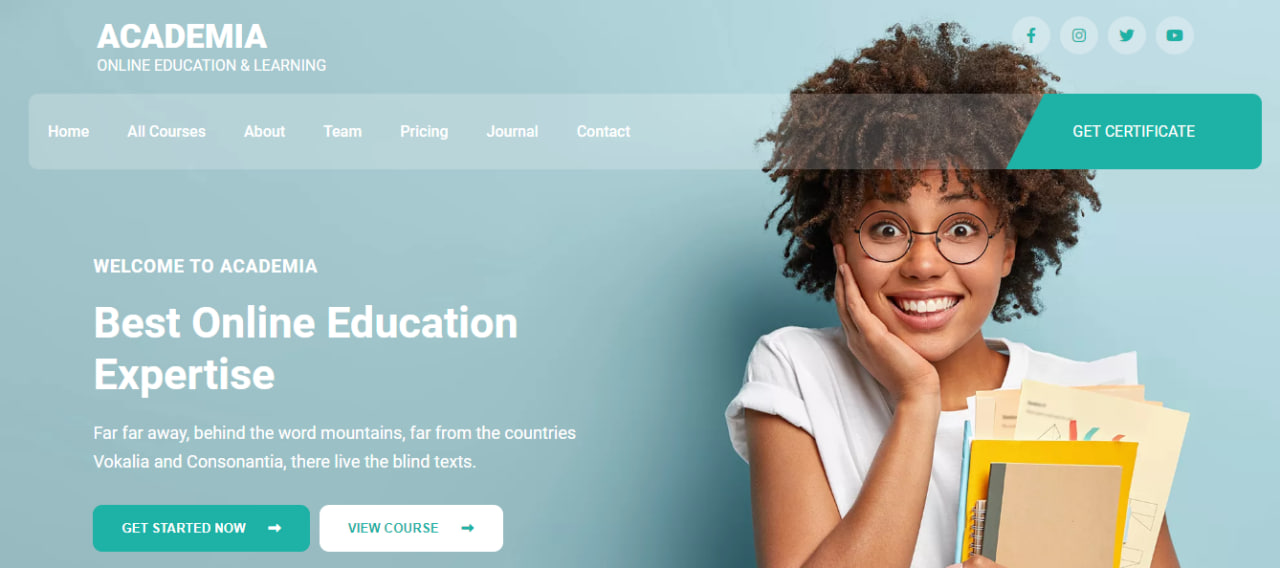 ACADEMIA
ONLINE EDUCATION & LEARNING
Home All Courses About Team Pricing Journal Contact GET CERTIFICATE
WELCOME TO ACADEMIA
Best Online Education
Expertise
Far far away, behind the word mountains, far from the countries
Vokalia and Consonantia, there live the blind texts.
GET STARTED NOW VIEW COURSE